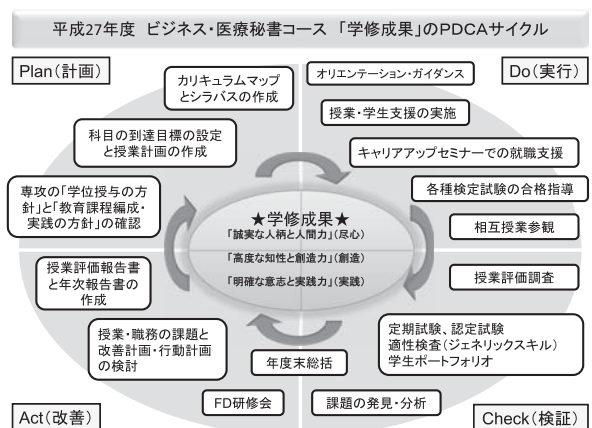 平成27年度 ビジネス・医療秘書コース 「学修成果」のPDCAサイクル
Plan(計画)
Do(実行)
カリキュラムマップ
とシラバスの作成
科目の到達目標の設定
と授業計画の作成
専攻の「学位授与の方
針」と「教育課程編成・
実践の方針」の確認
オリエンテーション・ガイダンス
授業・学生支援の実施
キャリアアップセミナーでの就職支援
各種検定試験の合格指導
相互授業参観
★学修成果★
「誠実な人柄と人間力」(尽心)
「高度な知性と創造力」(創造)
「明確な意志と実践力」(実践)
授業評価報告書
と年次報告書の
作成
授業・職務の課題と
改善計画・行動計画
の検討
年度末総括
FD研修会
授業評価調査
定期試験、認定試験
適性検査(ジェネリックスキル)
学生ポートフォリオ
課題の発見・分析
Act(改善)
Check(検証)